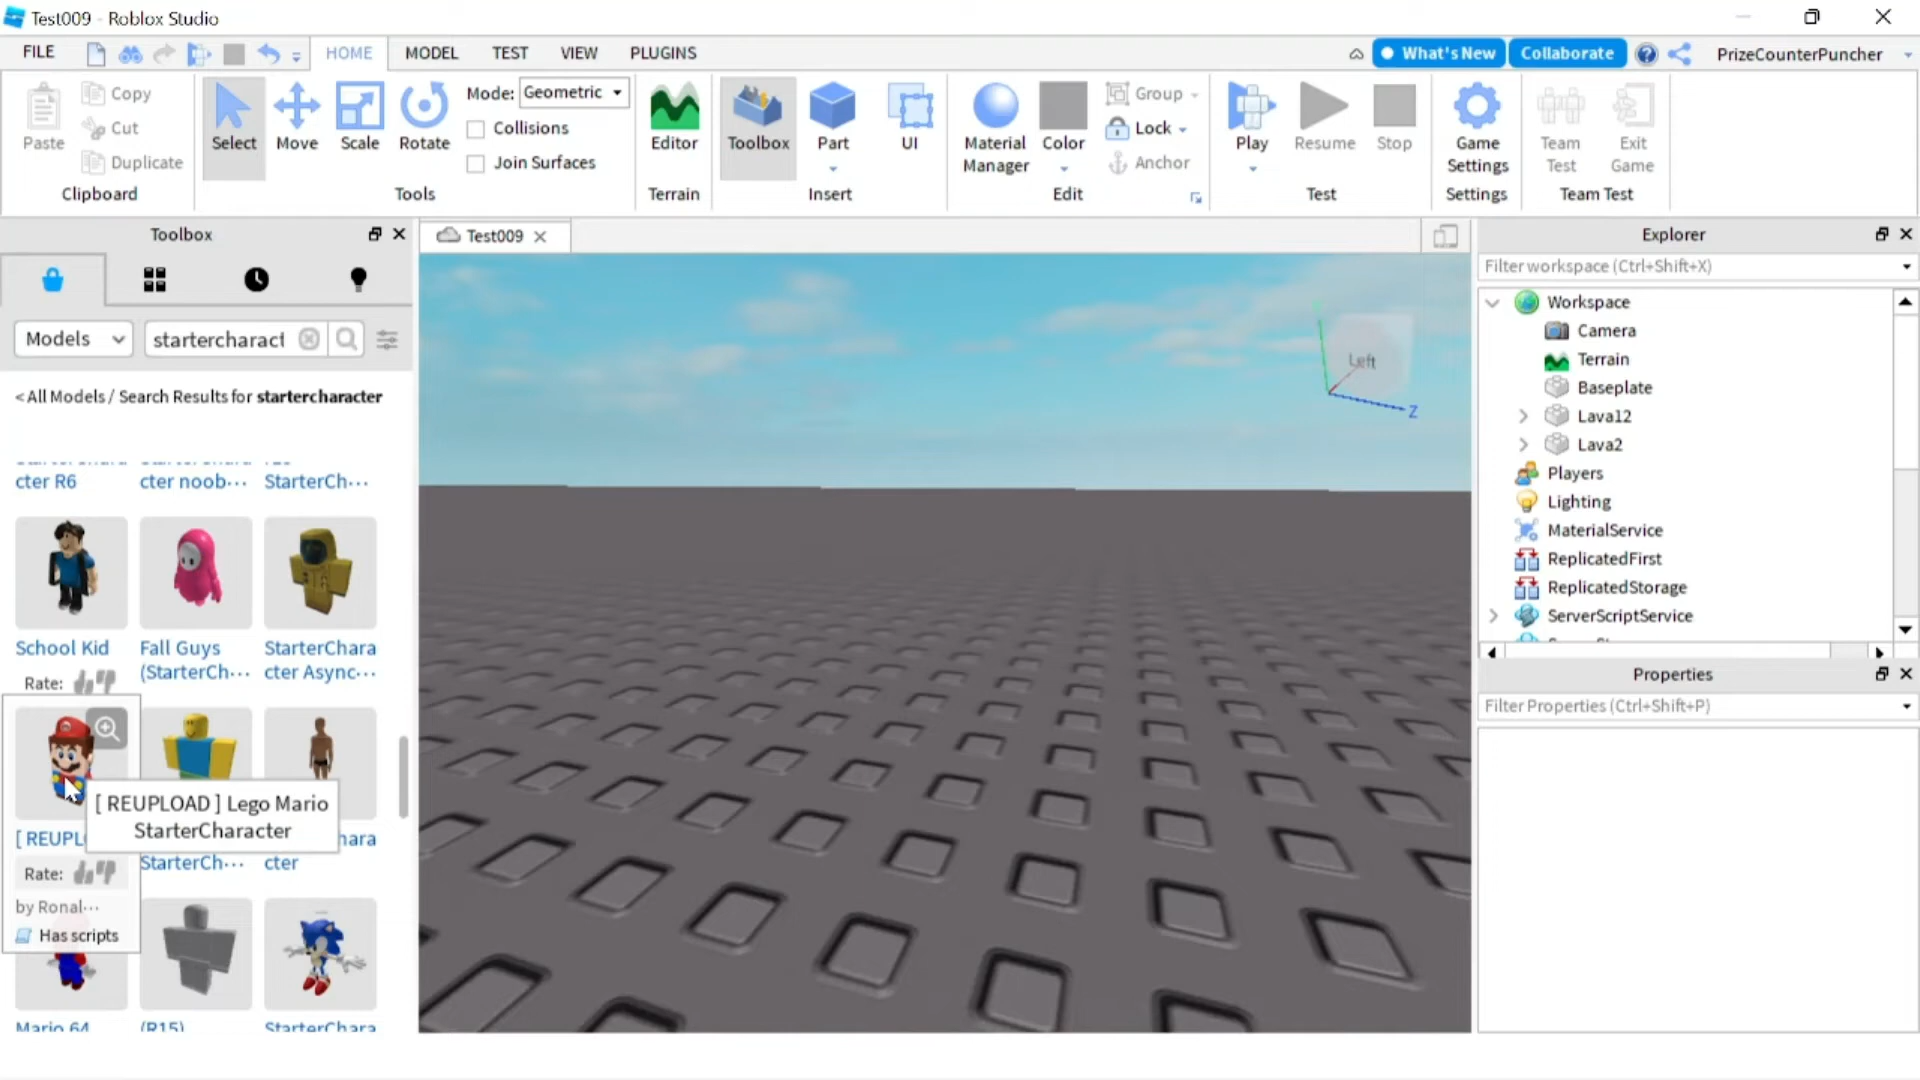 Test009 - Roblox Studio
FILE
HOME
MODEL
TEST
VIEW
PLUGINS
What's New
Collaborate
PrizeCounterPuncher
Paste
Copy
Cut
Duplicate
Clipboard
Select
Move
Scale
Rotate
Mode: Geometric
Collisions
Join Surfaces
Tools
Editor
Terrain
Toolbox
Part
UI
Insert
Material
Manager
Color
Group
Lock
Anchor
Edit
Play
Resume
Stop
Test
Game
Settings
Settings
Team
Test
Exit
Game
Team Test
Toolbox
Models
startercharact
< All Models / Search Results for startercharacter
cter R6
cter noob···
StarterCh···
School Kid
Rate:
Fall Guys
(StarterCh···
StarterChara
cter Async···
[ REUPL
[ REUPLOAD ] Lego Mario
StarterCharacter
hara
StarterCh···
cter
Rate:
by Ronal···
Has scripts
Mario 64
(R15)
StarterChara
Test009
Left
Z
Explorer
Filter workspace (Ctrl+Shift+X)
Workspace
Camera
Terrain
Baseplate
Lava12
Lava2
Players
Lighting
MaterialService
ReplicatedFirst
ReplicatedStorage
ServerScriptService
Properties
Filter Properties (Ctrl+Shift+P)